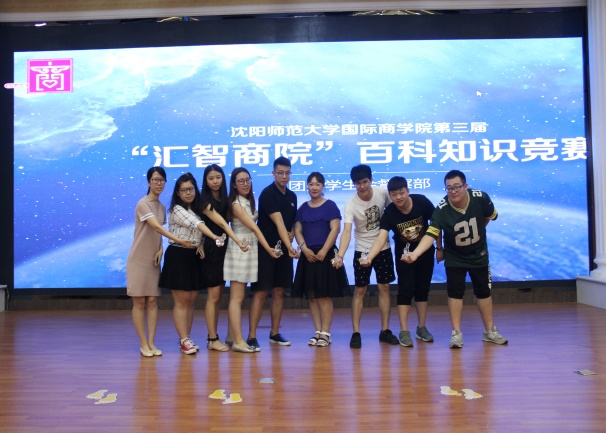 商
沈阳师范大学国际商学院第三届
“汇智商院”百科知识竞赛
团 学生 部
21